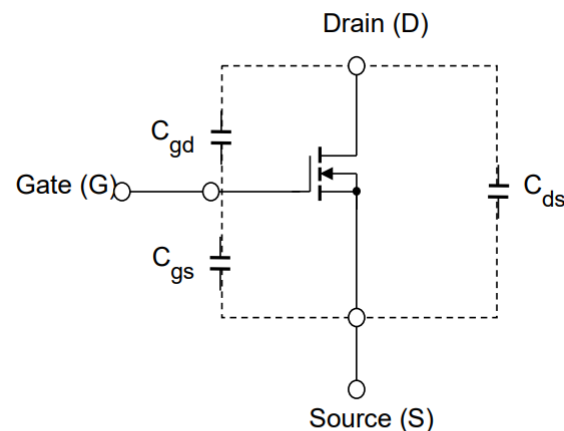 Drain (D)
Cgd
Gate (G)
Cds
Cgs
Source (S)